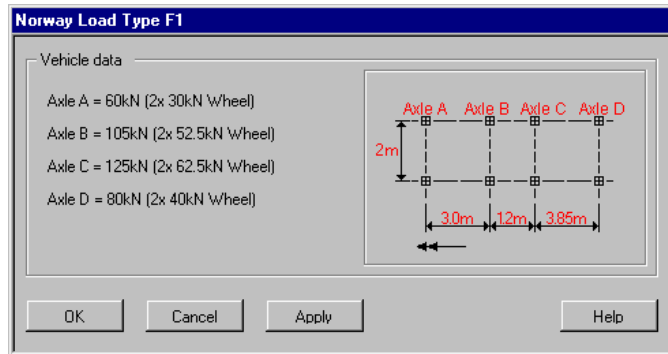 Norway Load Type F1
Vehicle data
Axle A = 60kN (2x 30kN Wheel)
Axle B = 105kN (2x 52.5kN Wheel)
Axle C = 125kN (2x 62.5kN Wheel)
Axle D = 80kN (2x 40kN Wheel)
Axle A Axle B Axle C Axle D
2m
3.0m 1.2m 3.85m
OK Cancel Apply Help